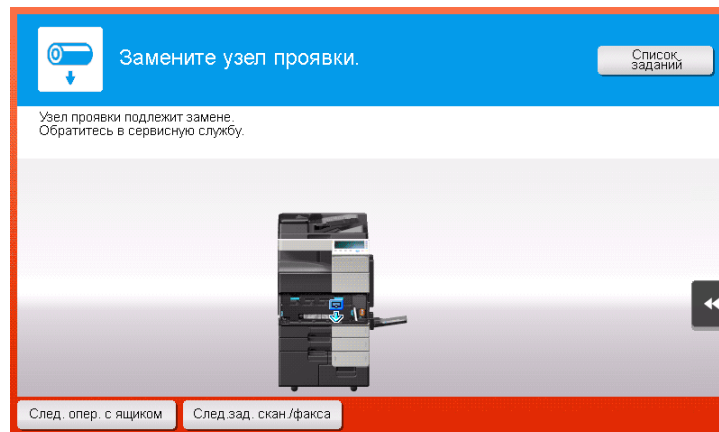 Замените узел проявки.
Список
заданий
Узел проявки подлежит замене.
Обратитесь в сервисную службу.
След. опер. с ящиком
След.зад. скан./факса